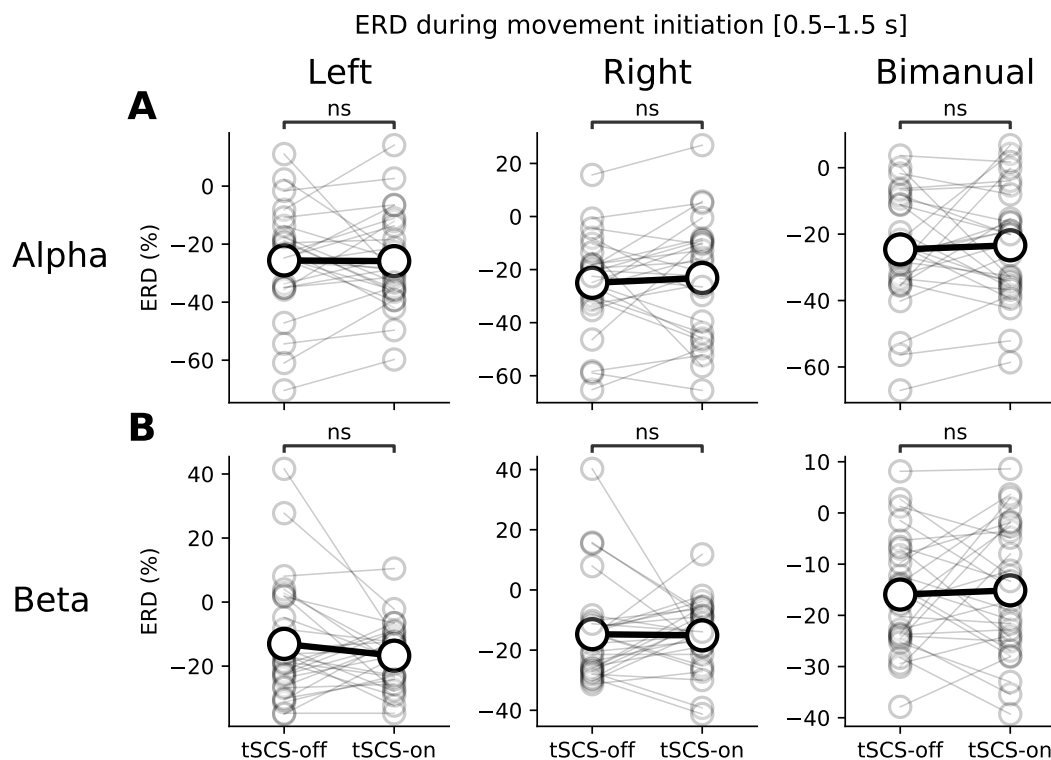 ERD during movement initiation [0.5–1.5 s]
Left Right Bimanual
A
ns ns ns
Alpha
ERD (%)
0
−20
−40
−60
20
0
−20
−40
−60
0
−20
−40
−60
B
ns ns ns
Beta
ERD (%)
40
20
0
−20
40
20
0
−20
−40
10
0
−10
−20
−30
−40
tSCS-off tSCS-on tSCS-off tSCS-on tSCS-off tSCS-on